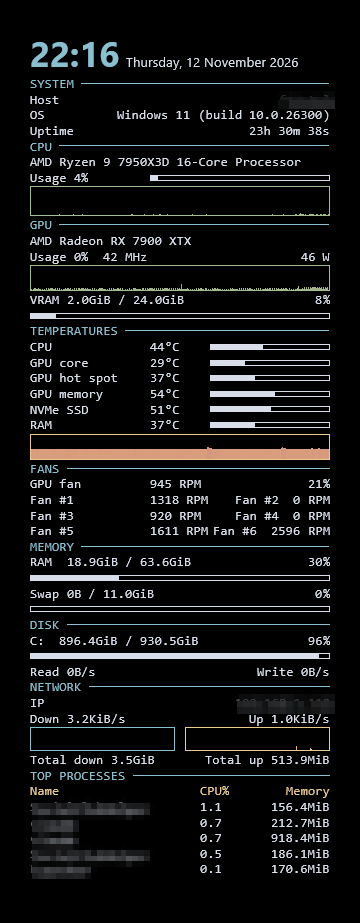 22:16 Thursday, 12 November 2026
SYSTEM
Host
OS Windows 11 (build 10.0.26300)
Uptime 23h 30m 38s
CPU
AMD Ryzen 9 7950X3D 16-Core Processor
Usage 4%
GPU
AMD Radeon RX 7900 XTX
Usage 0% 42 MHz 46 W
VRAM 2.0GiB / 24.0GiB 8%
TEMPERATURES
CPU 44°C
GPU core 29°C
GPU hot spot 37°C
GPU memory 54°C
NVMe SSD 51°C
RAM 37°C
FANS
GPU fan 945 RPM 21%
Fan #1 1318 RPM Fan #2 0 RPM
Fan #3 920 RPM Fan #4 0 RPM
Fan #5 1611 RPM Fan #6 2596 RPM
MEMORY
RAM 18.9GiB / 63.6GiB 30%
Swap 0B / 11.0GiB 0%
DISK
C: 896.4GiB / 930.5GiB 96%
Read 0B/s Write 0B/s
NETWORK
IP
Down 3.2KiB/s Up 1.0KiB/s
Total down 3.5GiB Total up 513.9MiB
TOP PROCESSES
Name CPU% Memory
1.1 156.4MiB
0.7 212.7MiB
0.7 918.4MiB
0.5 186.1MiB
0.1 170.6MiB